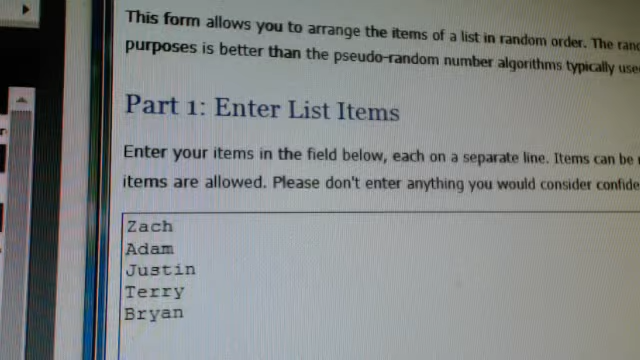 This form allows you to arrange the items of a list in random order. The
purposes is better than the pseudo-random number algorithms typically
Part 1: Enter List Items
Enter your items in the field below, each on a separate line. Items can be
items are allowed. Please don't enter anything you would consider
Zach
Adam
Justin
Terry
Bryan